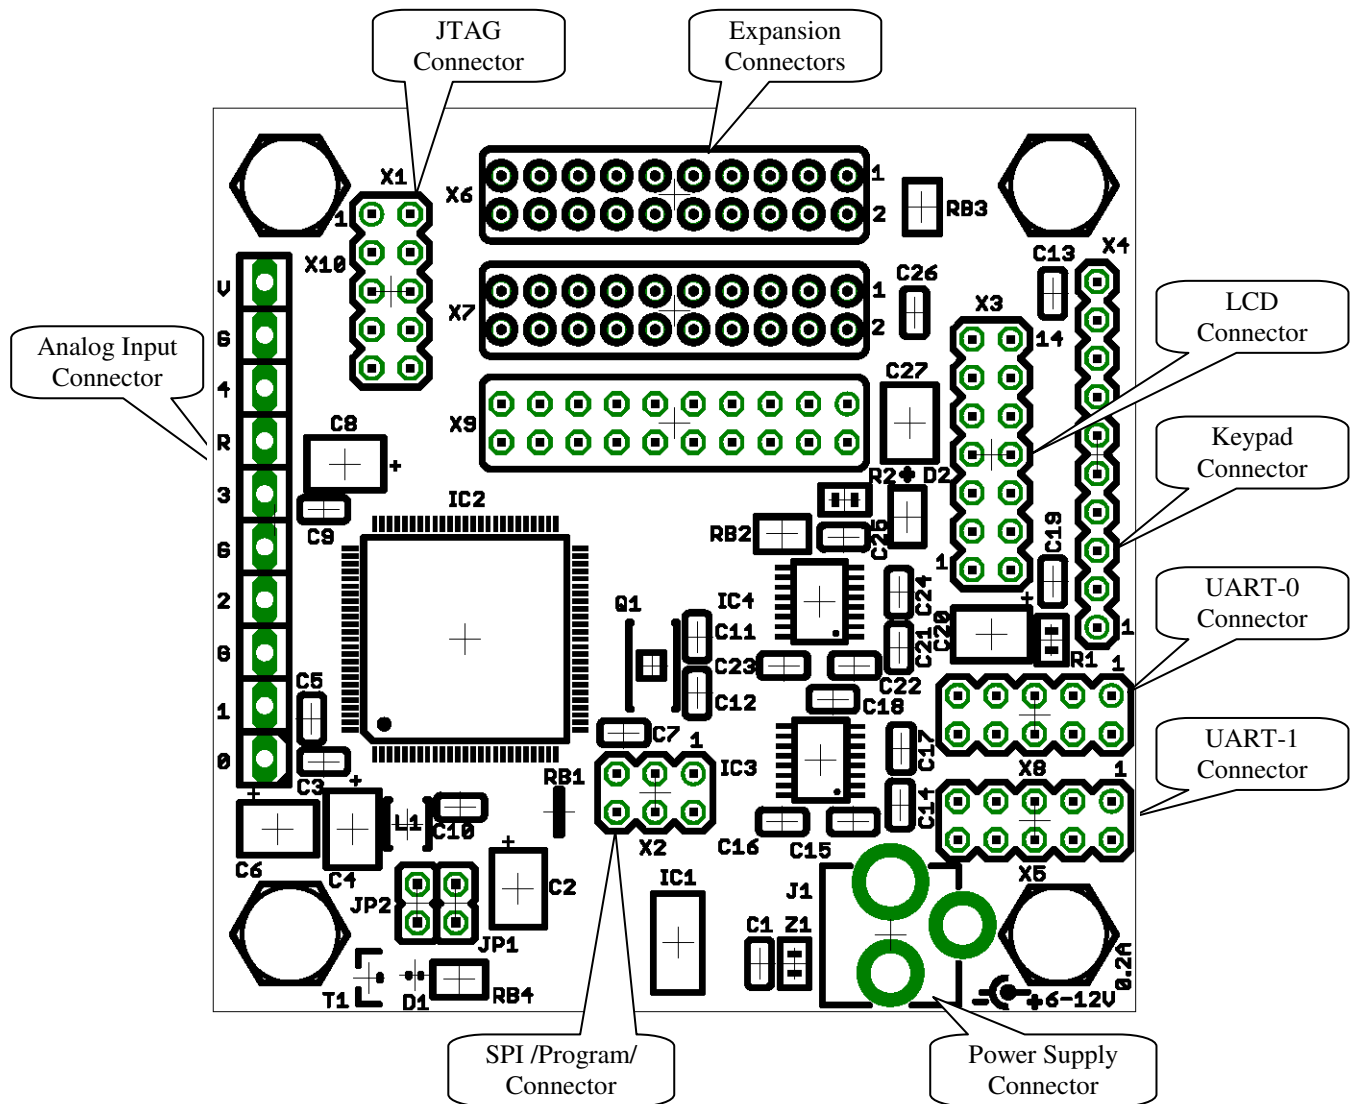 JTAG
Connector
Expansion
Connectors
X1
1
X6
1
2
RB3
X10
X4
C13
V
G
4
R
3
G
2
G
1
0
X7
1
2
C26
X3
14
LCD
Connector
Analog Input
Connector
C27
X9
C8
+
Keypad
Connector
R2
+
D2
IC2
C9
RB2
C25
C19
1
UART-0
Connector
Q1
IC4
C24
+
C11
C21
C20
1
R1
1
C23
C22
C5
C12
C18
C7
1
C17
UART-1
Connector
IC3
X8
1
C3
+
+
RB1
L1
C10
C14
X2
C16
C15
C6
C4
+
C2
IC1
J1
X5
JP2
JP1
C1
Z1
0.2A
T1
D1
RB4
-
+6-12V
SPI /Program/
Connector
Power Supply
Connector